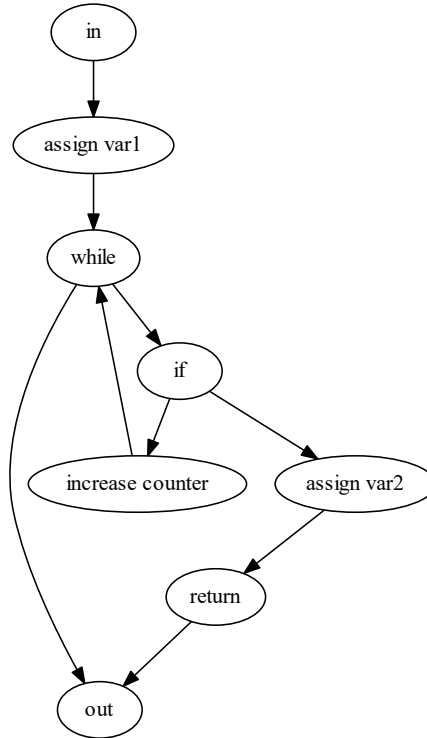 in
assign var1
while
if
increase counter
assign var2
return
out